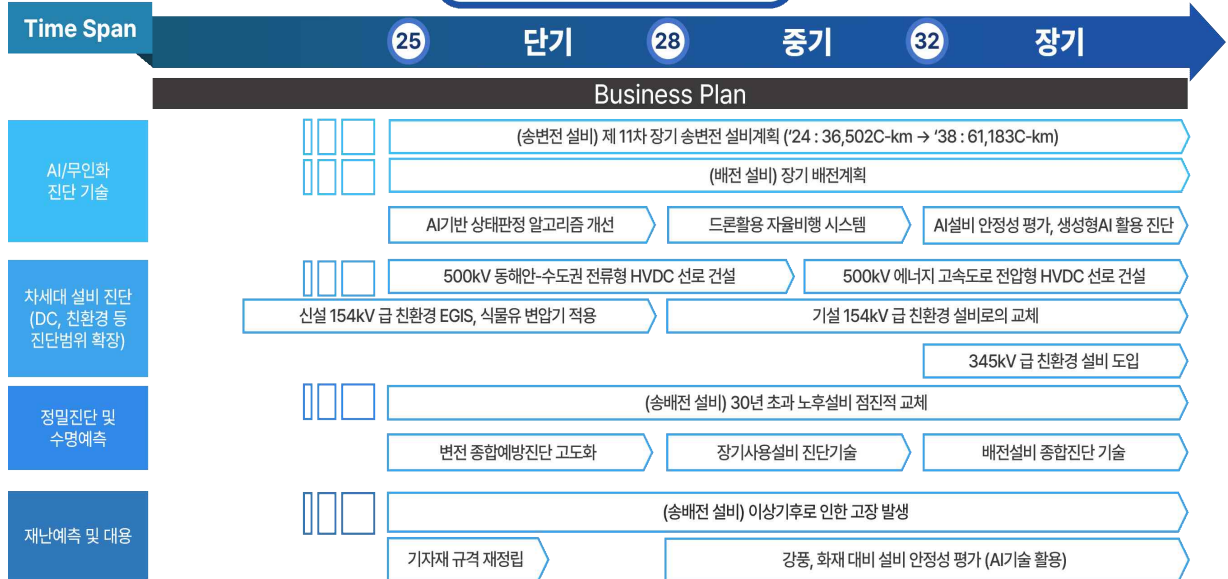 Time Span
25
단기
28
중기
32
장기
Business Plan
AI/무인화
진단 기술
(송변전 설비) 제 11차 장기 송변전 설비계획 (‘24 : 36,502C-km → ‘38 : 61,183C-km)
(배전 설비) 장기 배전계획
AI기반 상태판정 알고리즘 개선
드론활용 자율비행 시스템
AI설비 안정성 평가, 생성형AI 활용 진단
차세대 설비 진단
(DC, 친환경 등
진단범위 확장)
500kV 동해안-수도권 전류형 HVDC 선로 건설
500kV 에너지 고속도로 전압형 HVDC 선로 건설
신설 154kV 급 친환경 EGIS, 식물유 변압기 적용
기설 154kV 급 친환경 설비로의 교체
345kV 급 친환경 설비 도입
정밀진단 및
수명예측
(송배전 설비) 30년 초과 노후설비 점진적 교체
변전 종합예방진단 고도화
장기사용설비 진단기술
배전설비 종합진단 기술
재난예측 및 대용
(송배전 설비) 이상기후로 인한 고장 발생
기자재 규격 재정립
강풍, 화재 대비 설비 안정성 평가 (AI기술 활용)